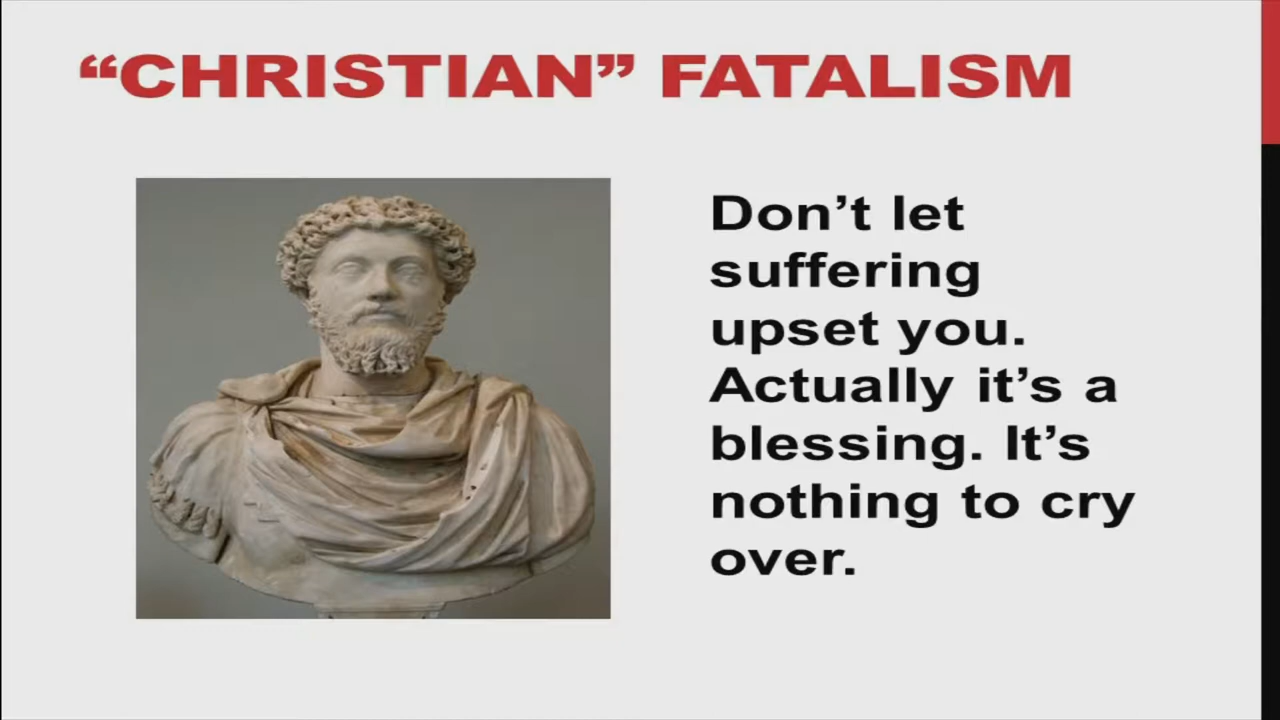 “CHRISTIAN” FATALISM
Don’t let
suffering
upset you.
Actually it’s a
blessing. It’s
nothing to cry
over.